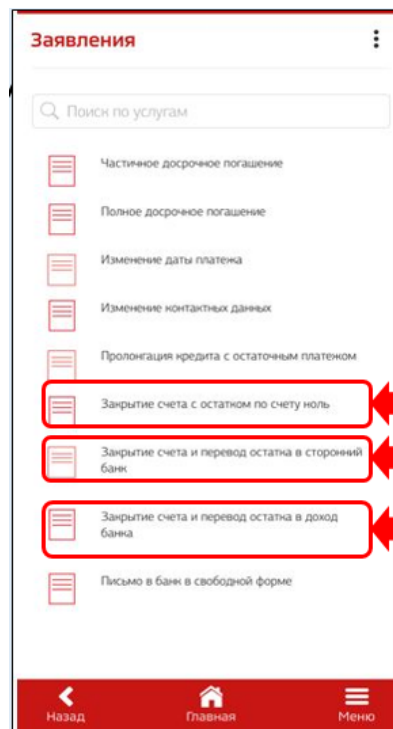 Заявления
Поиск по услугам
Частичное досрочное погашение
Полное досрочное погашение
Изменение даты платежа
Изменение контактных данных
Пролонгация кредита с остаточным платежом
Закрытие счета с остатком по счету ноль
Закрытие счета и перевод остатка в сторонний
банк
Закрытие счета и перевод остатка в доход
банка
Письмо в банк в свободной форме
Назад
Главная
Меню